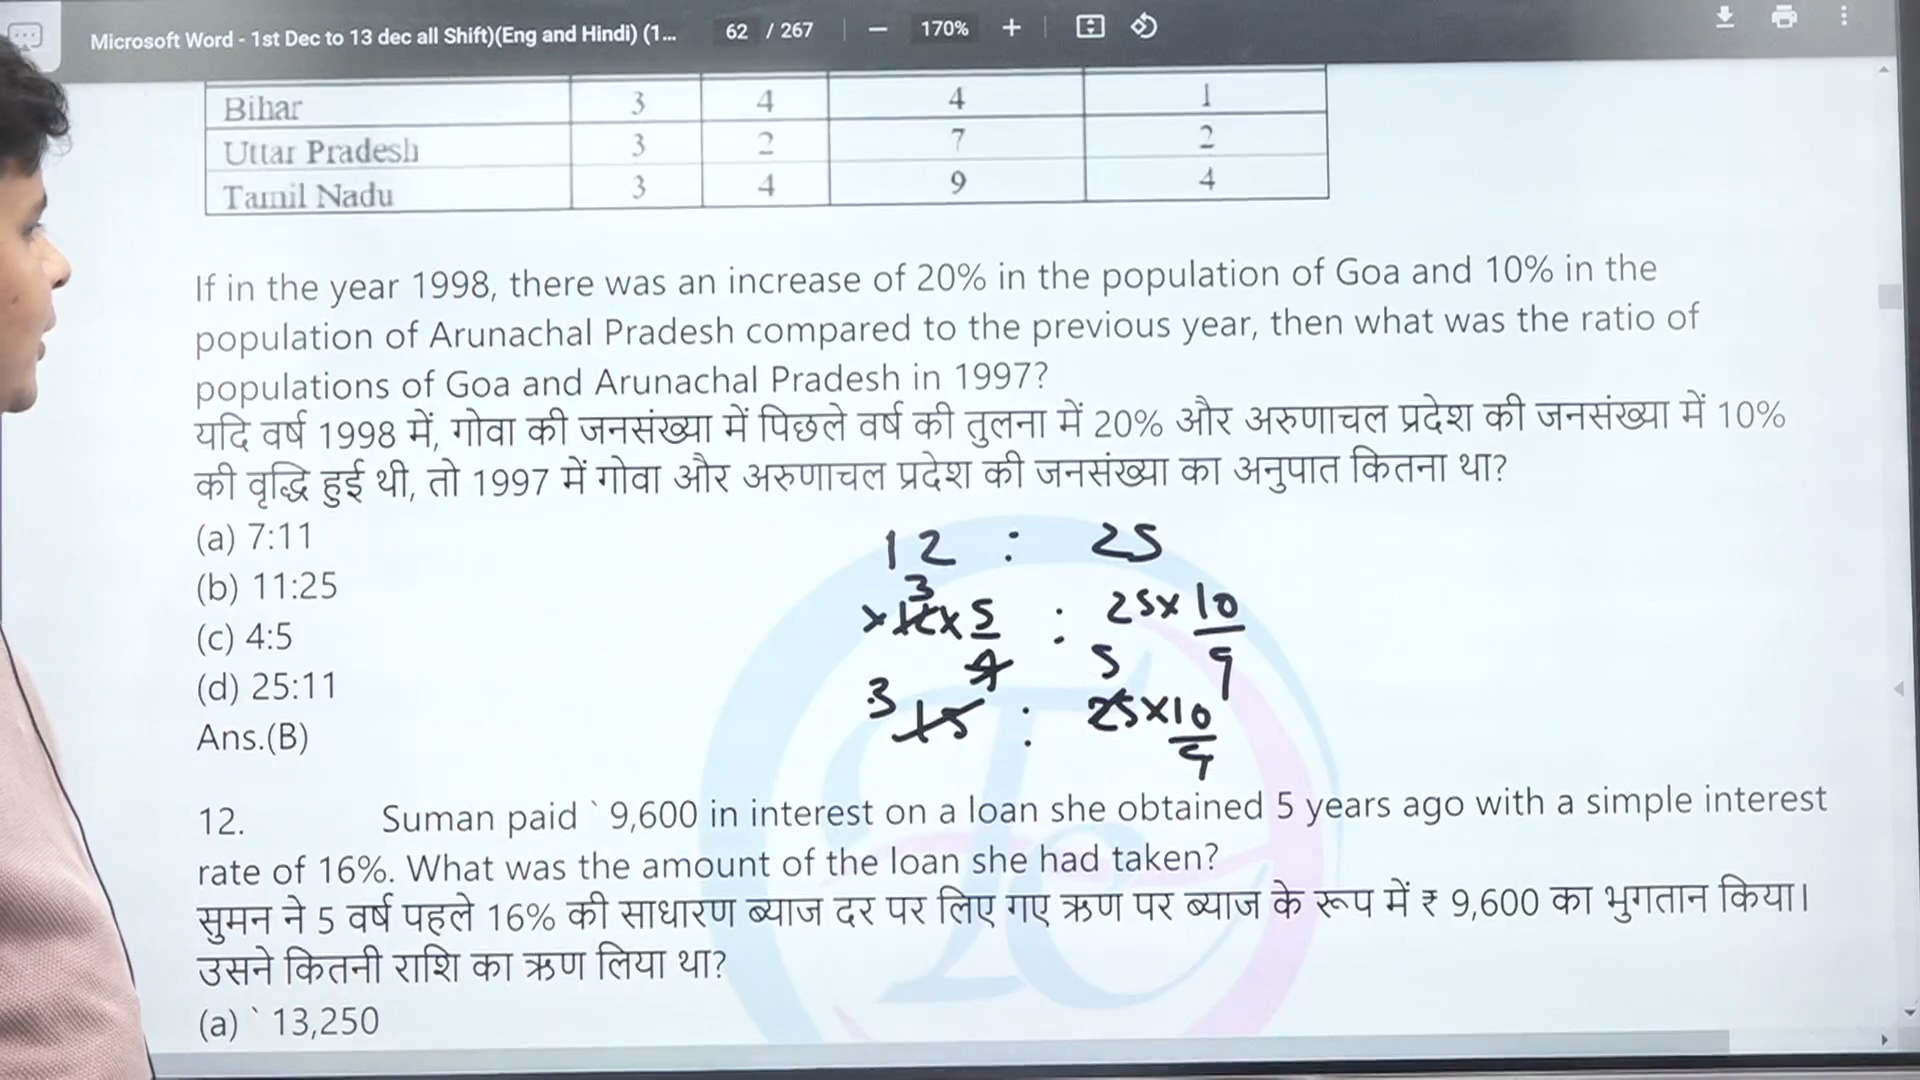 Microsoft Word - 1st Dec to 13 dec all Shift)(Eng and Hindi) (1... 62 / 267 170%
Bihar 3 4 4 1
Uttar Pradesh 3 2 7 2
Tamil Nadu 3 4 9 4
If in the year 1998, there was an increase of 20% in the population of Goa and 10% in the
population of Arunachal Pradesh compared to the previous year, then what was the ratio of
populations of Goa and Arunachal Pradesh in 1997?
यदि वर्ष 1998 में, गोवा की जनसंख्या में पिछले वर्ष की तुलना में 20% और अरुणाचल प्रदेश की जनसंख्या में 10%
की वृद्धि हुई थी, तो 1997 में गोवा और अरुणाचल प्रदेश की जनसंख्या का अनुपात कितना था?
(a) 7:11
12 : 25
(b) 11:25
3
×12×5 : 25×10
(c) 4:5
4 5 9
(d) 25:11
3 15 : 25×10
Ans.(B)
9
12. Suman paid ` 9,600 in interest on a loan she obtained 5 years ago with a simple interest
rate of 16%. What was the amount of the loan she had taken?
सुमन ने 5 वर्ष पहले 16% की साधारण ब्याज दर पर लिए गए ऋण पर ब्याज के रूप में ₹ 9,600 का भुगतान किया।
उसने कितनी राशि का ऋण लिया था?
(a) ` 13,250